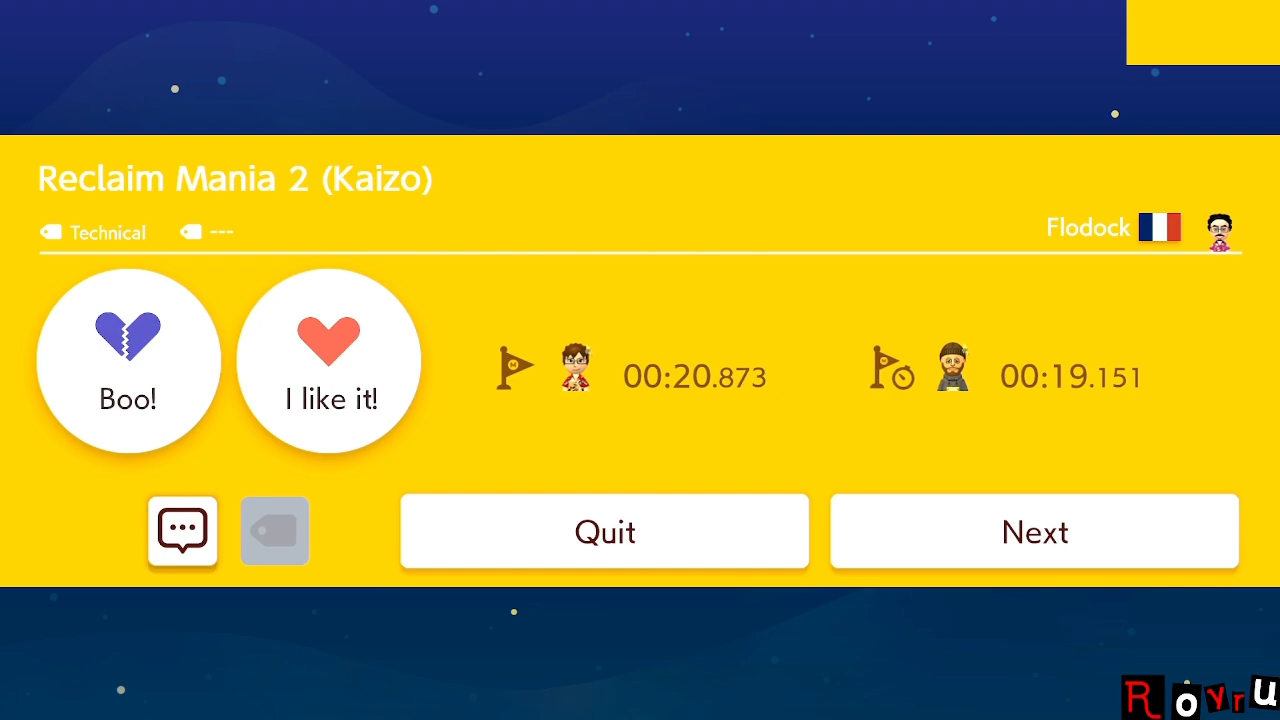 Reclaim Mania 2 (Kaizo)
Technical ---
Flodock
Boo!
I like it!
M 00:20.873
M 00:19.151
Quit
Next
Rovru